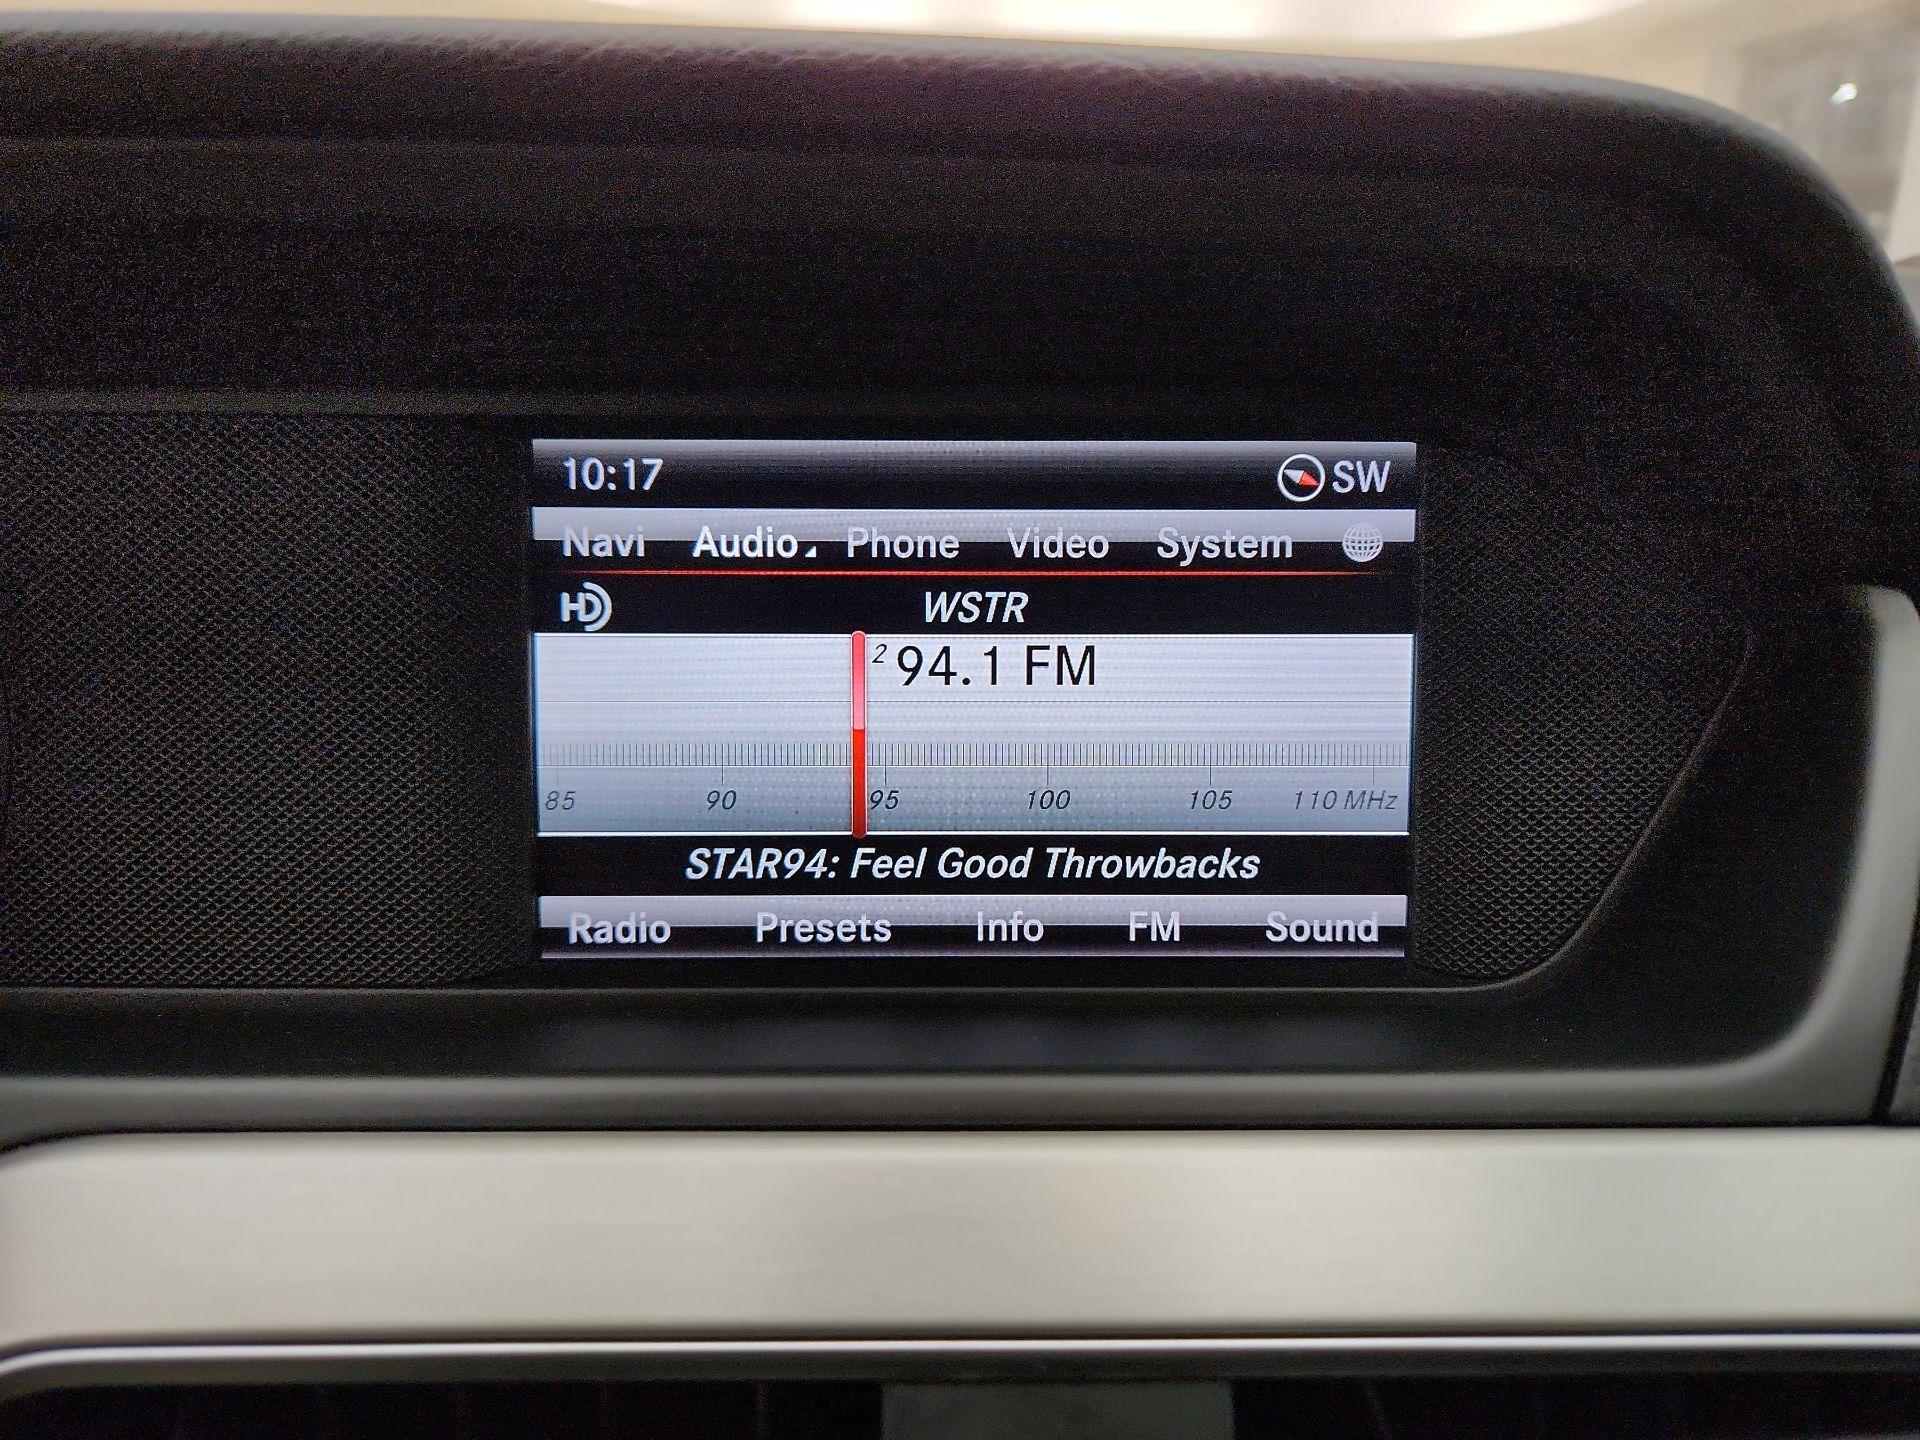 10:17 SW
Navi Audio Phone Video System
HD WSTR
2 94.1 FM
85 90 95 100 105 110 MHz
STAR94: Feel Good Throwbacks
Radio Presets Info FM Sound